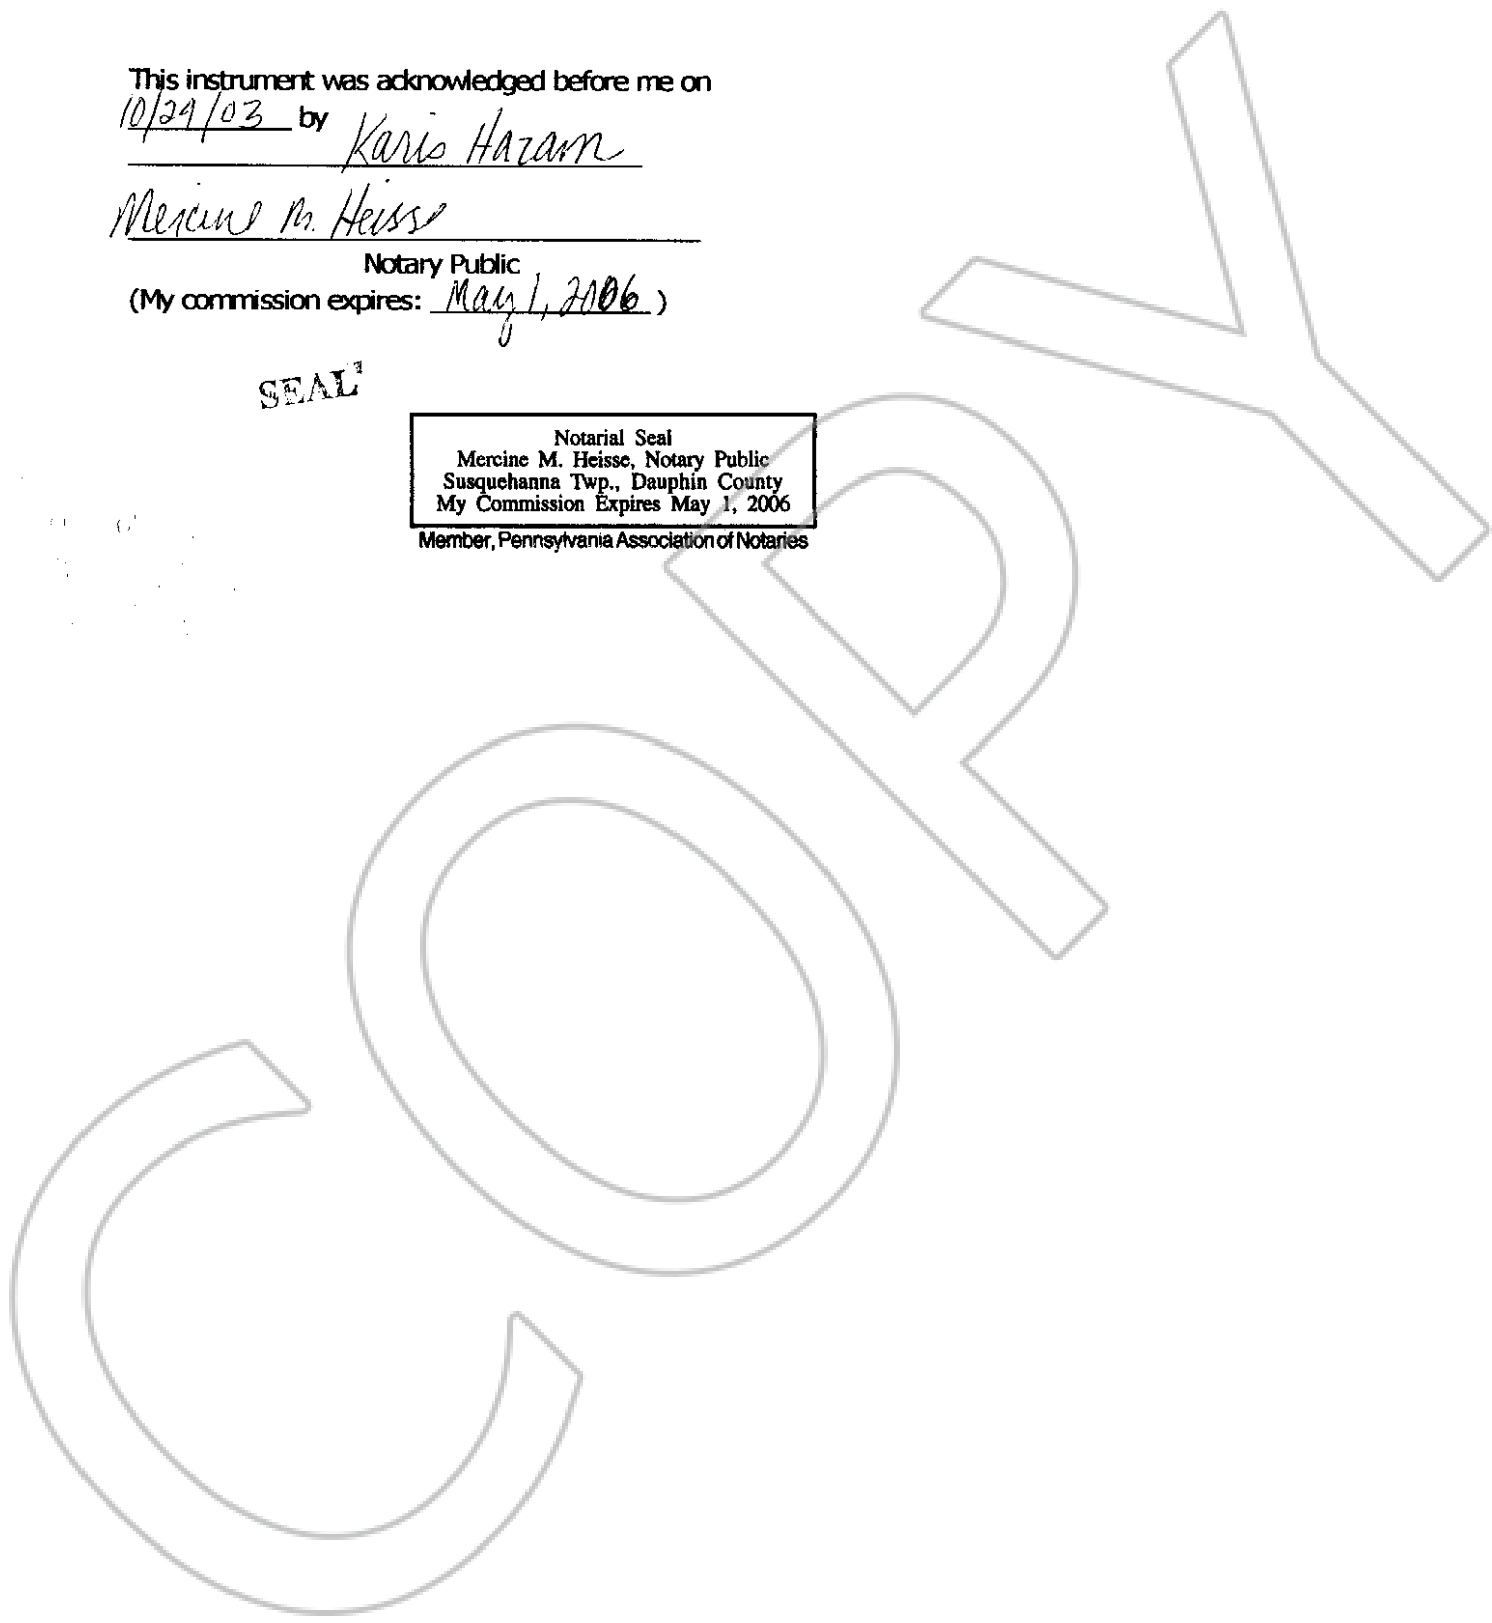 This instrument was acknowledged before me on
10/29/03 by
Karis Hazam
Mercine M. Heisse
Notary Public
(My commission expires: May 1, 2006 )
SEAL
Notarial Seal
Mercine M. Heisse, Notary Public
Susquehanna Twp., Dauphin County
My Commission Expires May 1, 2006
Member, Pennsylvania Association of Notaries
COPY